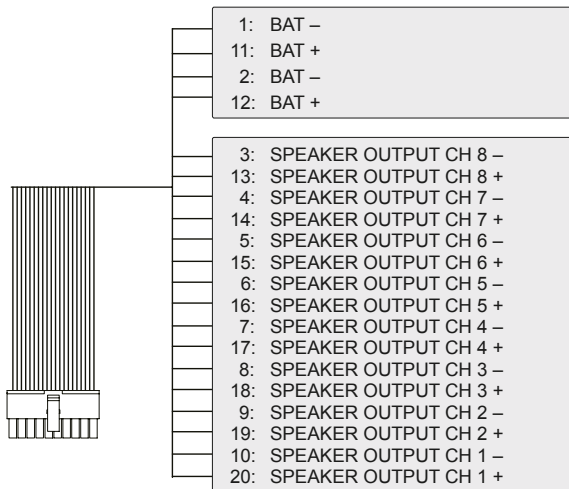 1: BAT –
11: BAT +
2: BAT –
12: BAT +
3: SPEAKER OUTPUT CH 8 –
13: SPEAKER OUTPUT CH 8 +
4: SPEAKER OUTPUT CH 7 –
14: SPEAKER OUTPUT CH 7 +
5: SPEAKER OUTPUT CH 6 –
15: SPEAKER OUTPUT CH 6 +
6: SPEAKER OUTPUT CH 5 –
16: SPEAKER OUTPUT CH 5 +
7: SPEAKER OUTPUT CH 4 –
17: SPEAKER OUTPUT CH 4 +
8: SPEAKER OUTPUT CH 3 –
18: SPEAKER OUTPUT CH 3 +
9: SPEAKER OUTPUT CH 2 –
19: SPEAKER OUTPUT CH 2 +
10: SPEAKER OUTPUT CH 1 –
20: SPEAKER OUTPUT CH 1 +